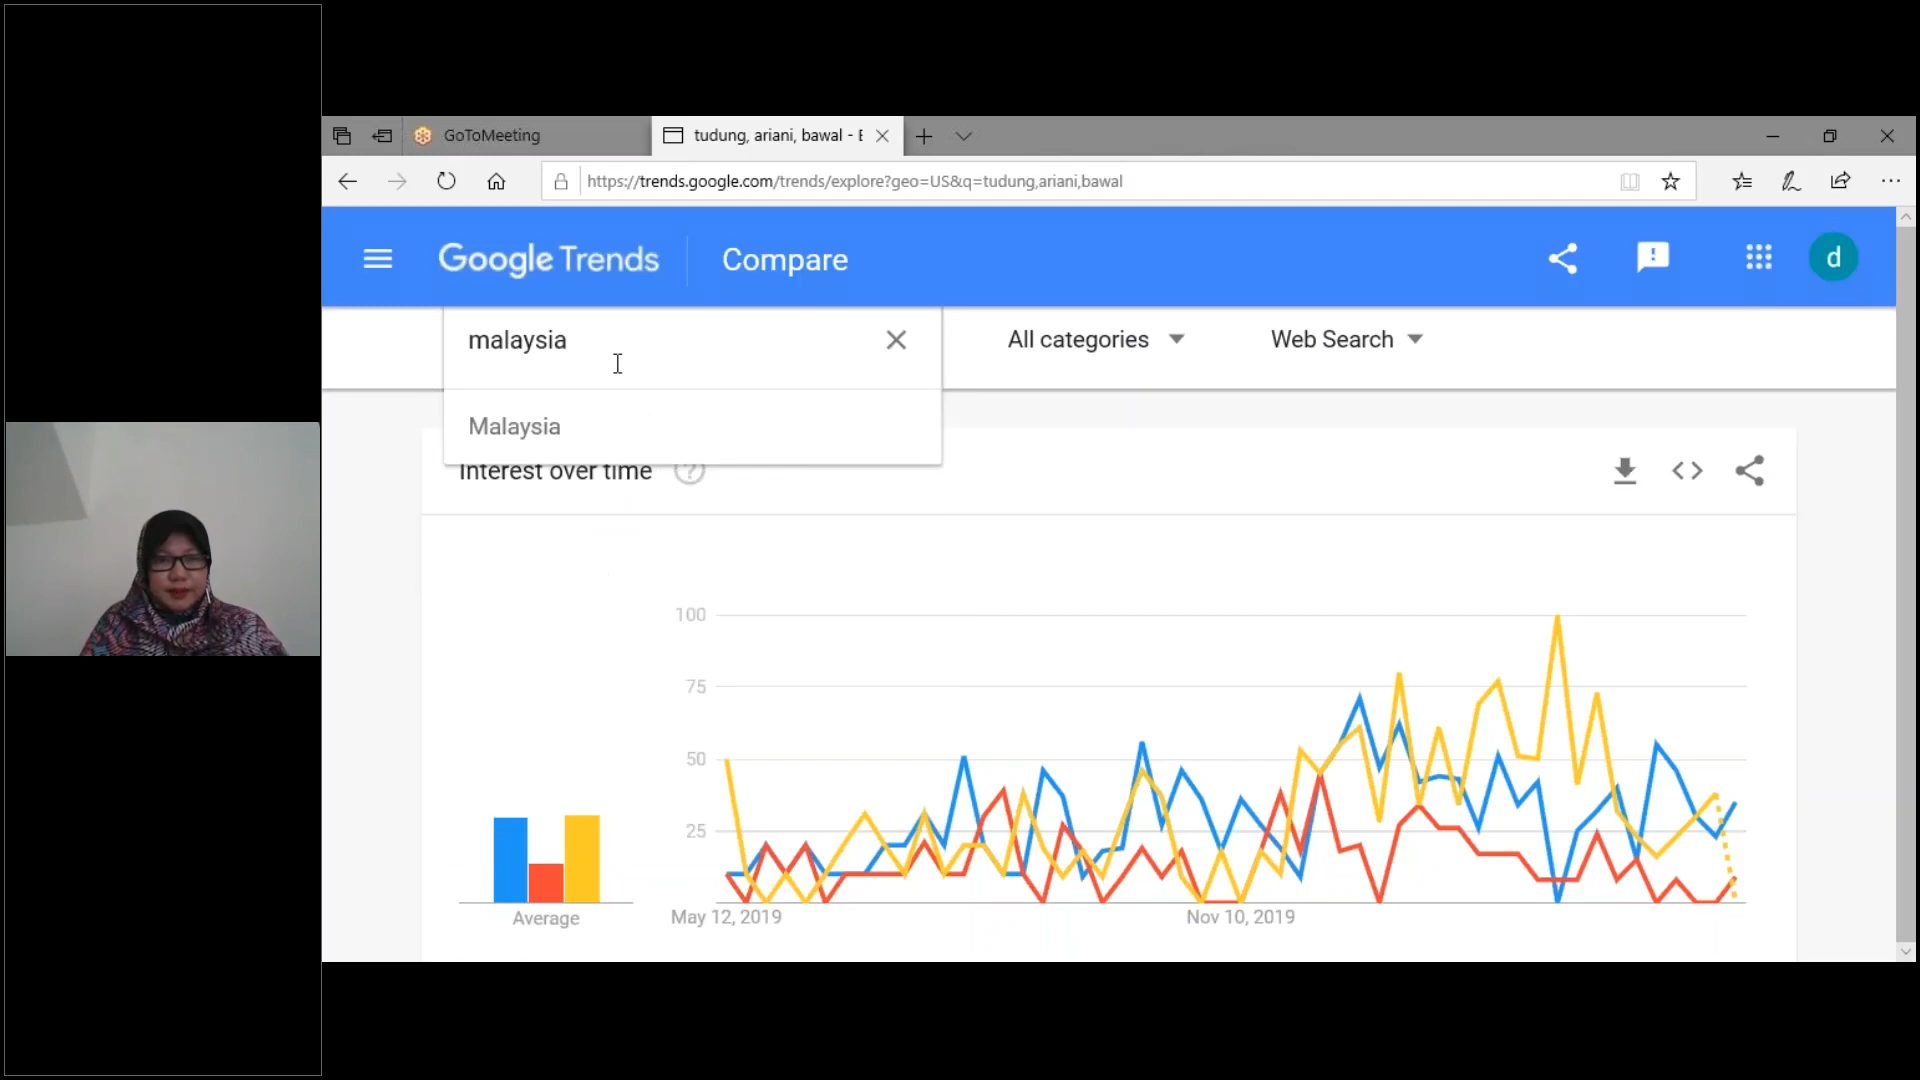 GoToMeeting
tudung, ariani, bawal - E
https://trends.google.com/trends/explore?geo=US&q=tudung,ariani,bawal
Google Trends
Compare
d
malaysia
All categories
Web Search
Malaysia
Interest over time
100
75
50
25
Average
May 12, 2019
Nov 10, 2019